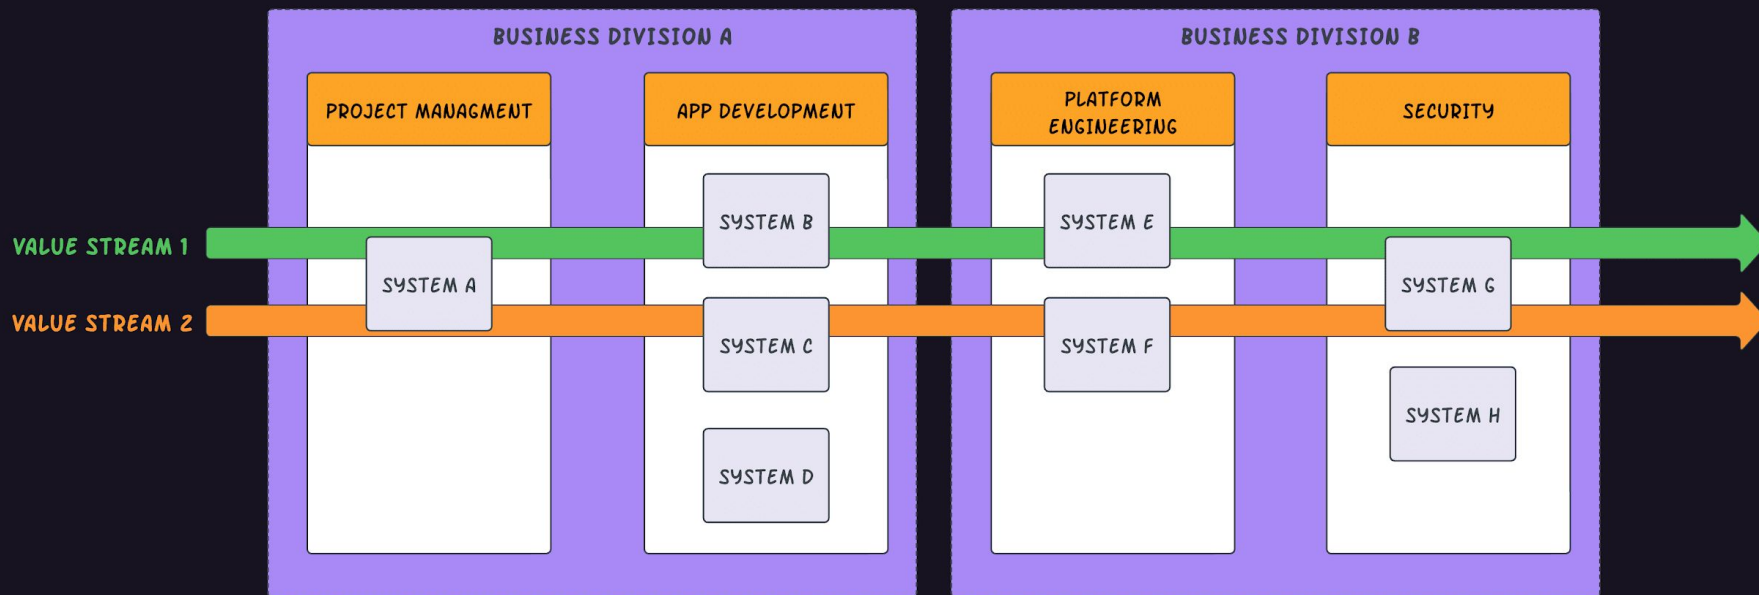 BUSINESS DIVISION A
BUSINESS DIVISION B
PROJECT MANAGMENT
APP DEVELOPMENT
PLATFORM
ENGINEERING
SECURITY
SYSTEM B
SYSTEM E
VALUE STREAM 1
SYSTEM A
SYSTEM G
VALUE STREAM 2
SYSTEM C
SYSTEM F
SYSTEM H
SYSTEM D